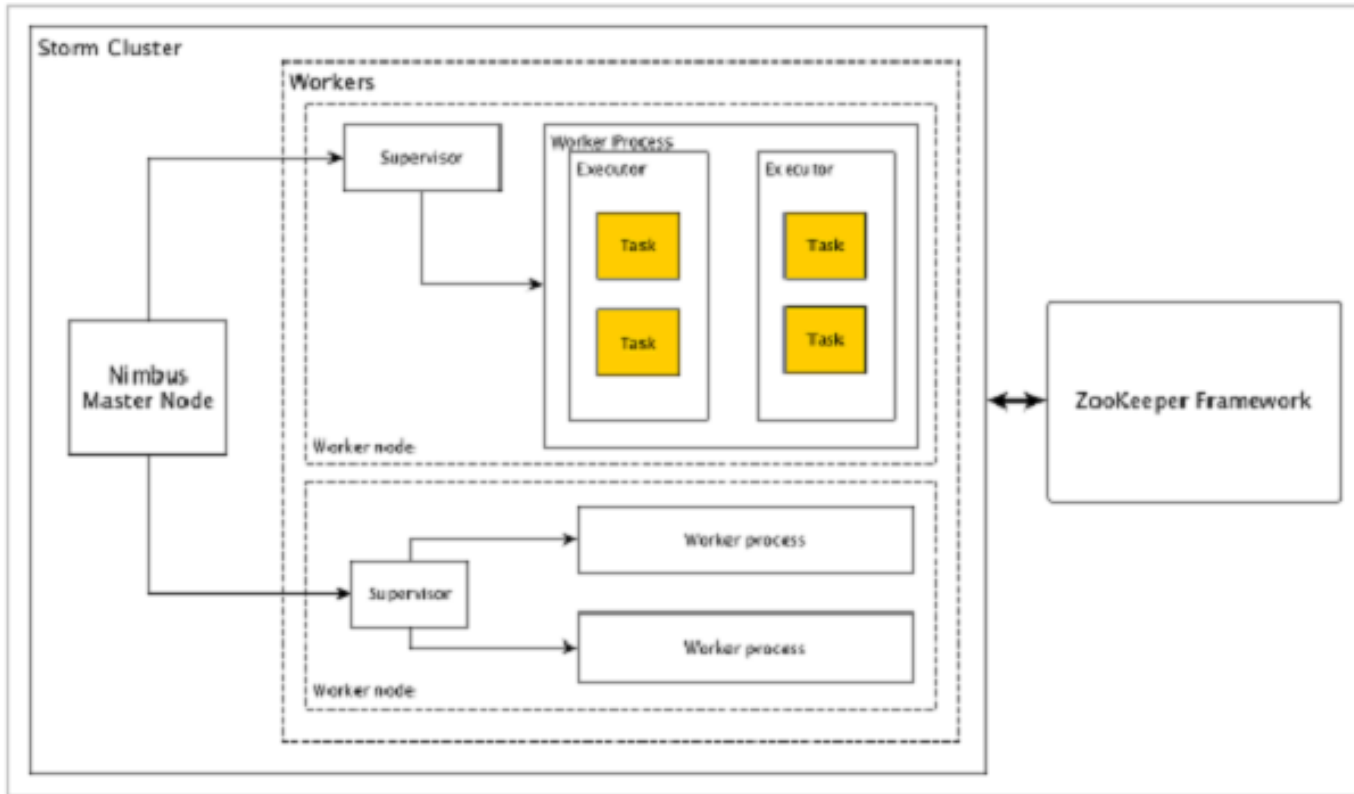 Storm Cluster
Workers
Supervisor
Worker Process
Executor
Executor
Task
Task
Task
Task
Nimbus
Master Node
ZooKeeper Framework
Worker node
Worker process
Supervisor
Worker process
Worker node